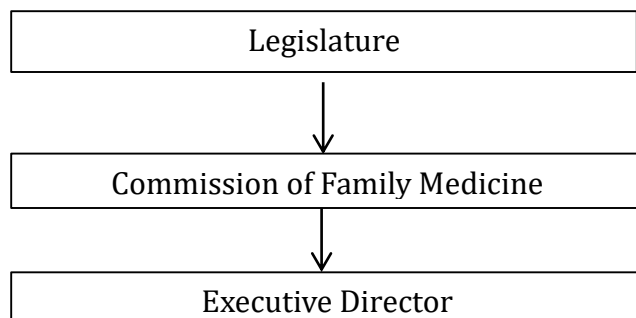 Legislature
Commission of Family Medicine
Executive Director